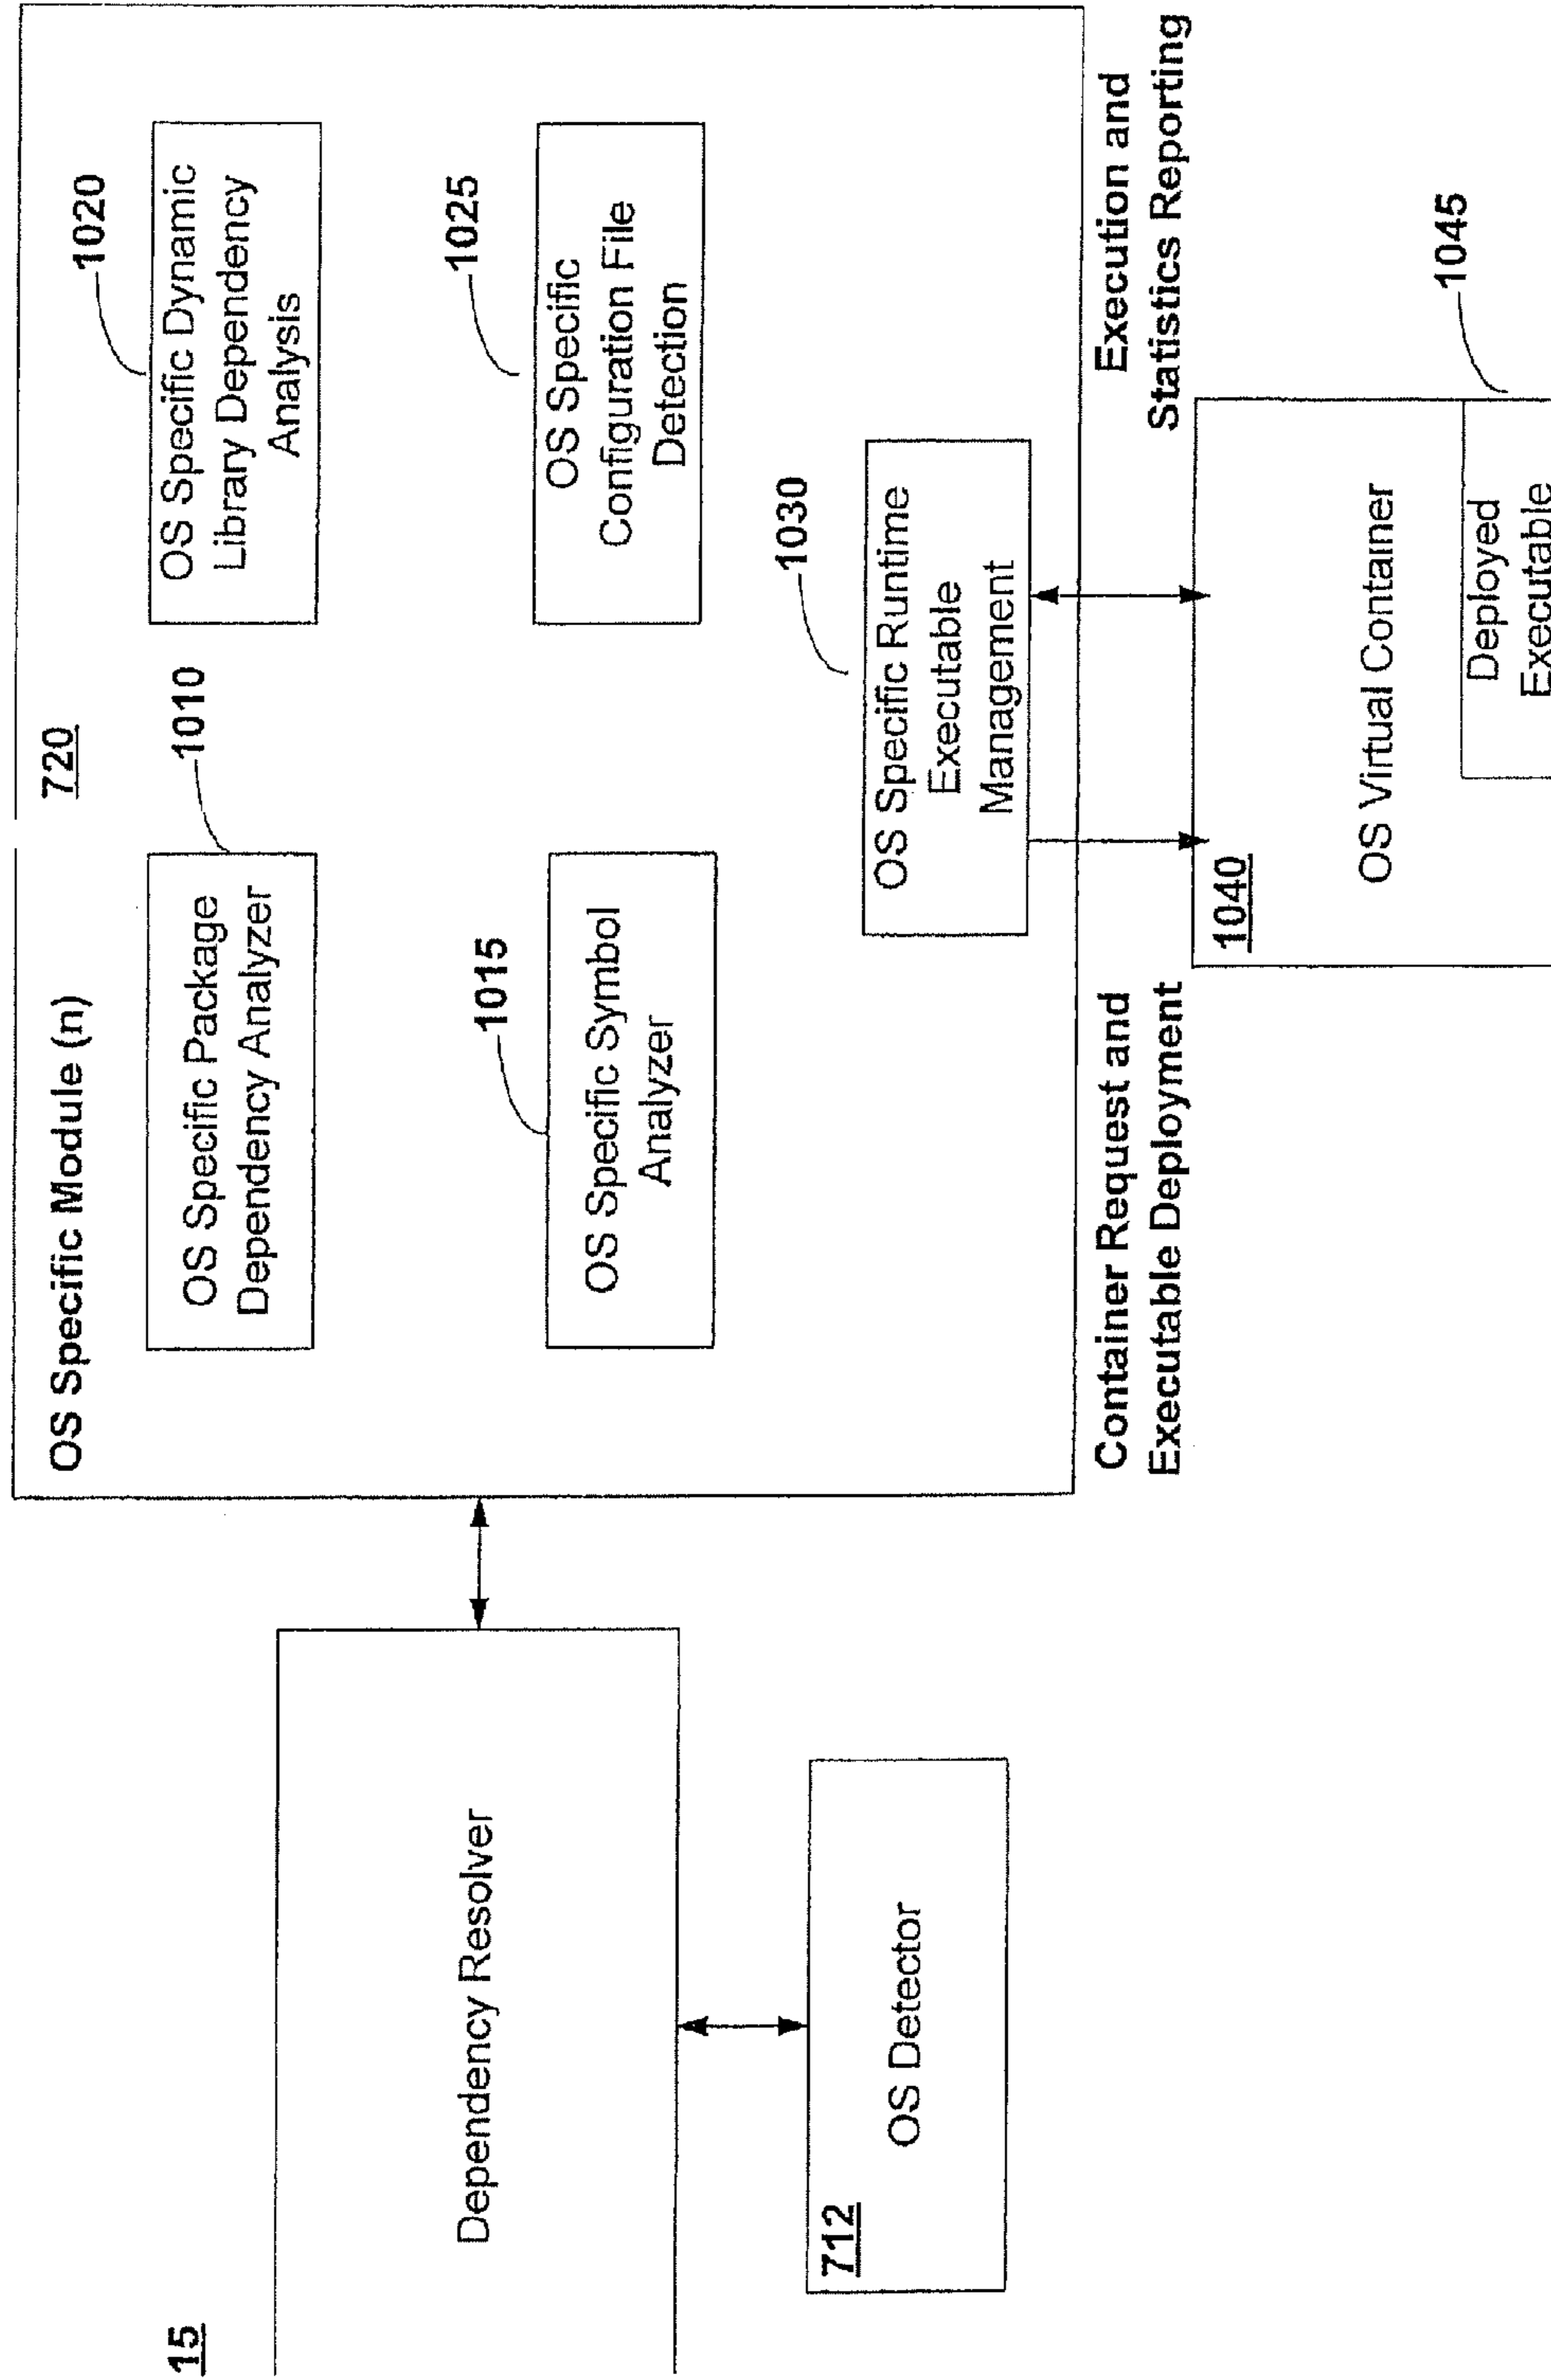 15
Dependency Resolver
712
OS Detector
OS Specific Module (n)
720
OS Specific Package
Dependency Analyzer
1010
OS Specific Dynamic
Library Dependency
Analysis
1020
OS Specific Symbol
Analyzer
1015
OS Specific
Configuration File
Detection
1025
OS Specific Runtime
Executable
Management
1030
Container Request and
Executable Deployment
Execution and
Statistics Reporting
1040
OS Virtual Container
Deployed
Executable
1045